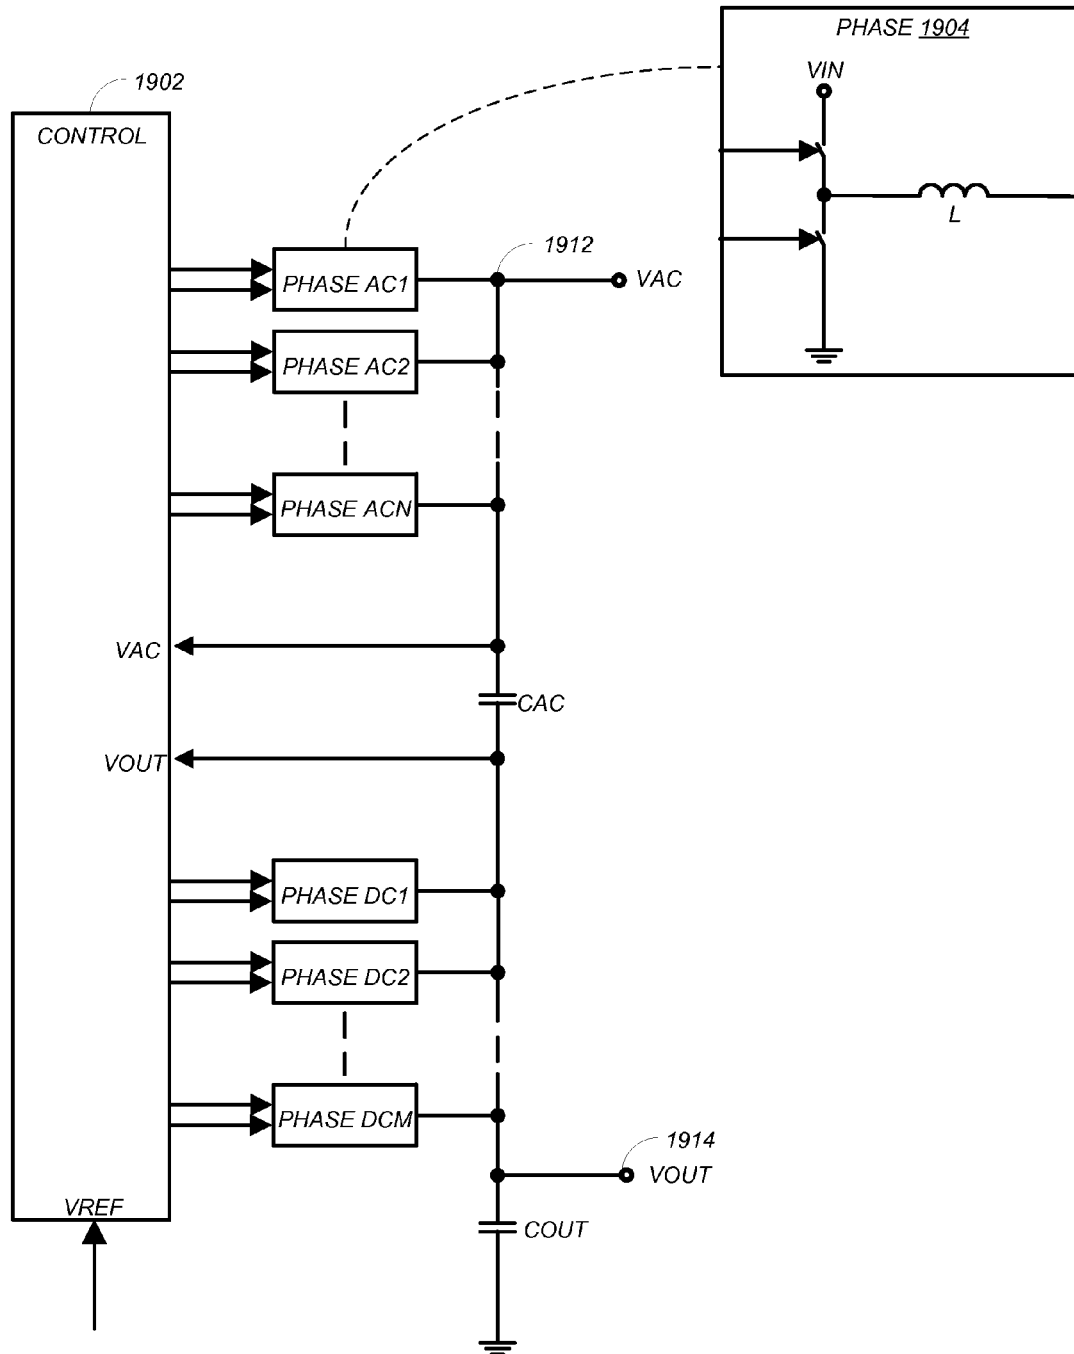 PHASE 1904
VIN
L
1902
CONTROL
1912
PHASE AC1
VAC
PHASE AC2
PHASE ACN
VAC
CAC
VOUT
PHASE DC1
PHASE DC2
PHASE DCM
1914
VOUT
VREF
COUT